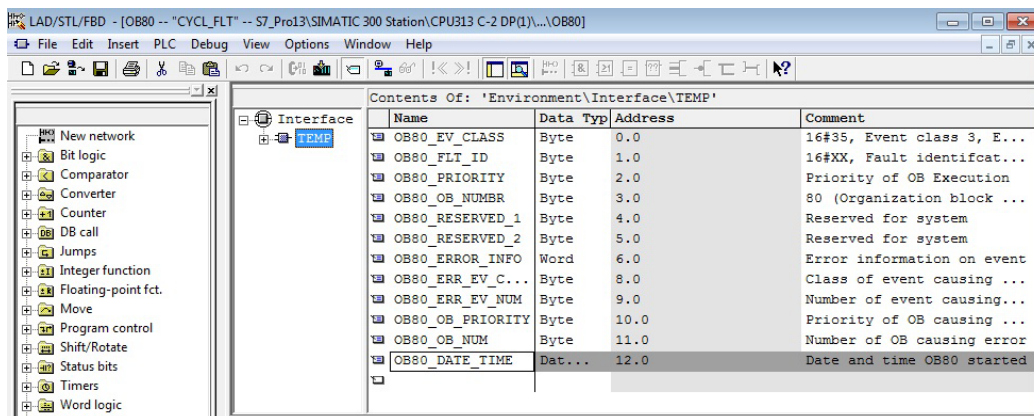 LAD/STL/FBD - [OB80 -- "CYCL_FLT" -- S7_Pro13\SIMATIC 300 Station\CPU313 C-2 DP(1)\...\OB80]
File Edit Insert PLC Debug View Options Window Help
Contents Of: 'Environment\Interface\TEMP'
Interface
TEMP
New network
Bit logic
Comparator
Converter
Counter
DB call
Jumps
Integer function
Floating-point fct.
Move
Program control
Shift/Rotate
Status bits
Timers
Word logic
Name Data Typ Address Comment
OB80_EV_CLASS Byte 0.0 16#35, Event class 3, E...
OB80_FLT_ID Byte 1.0 16#XX, Fault identifcat...
OB80_PRIORITY Byte 2.0 Priority of OB Execution
OB80_OB_NUMBR Byte 3.0 80 (Organization block ...
OB80_RESERVED_1 Byte 4.0 Reserved for system
OB80_RESERVED_2 Byte 5.0 Reserved for system
OB80_ERROR_INFO Word 6.0 Error information on event
OB80_ERR_EV_C... Byte 8.0 Class of event causing ...
OB80_ERR_EV_NUM Byte 9.0 Number of event causing...
OB80_OB_PRIORITY Byte 10.0 Priority of OB causing ...
OB80_OB_NUM Byte 11.0 Number of OB causing error
OB80_DATE_TIME Dat... 12.0 Date and time OB80 started